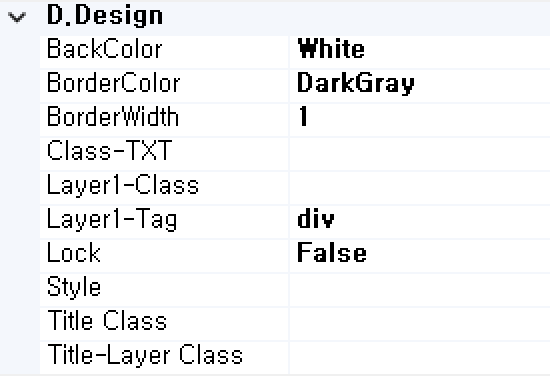 D.Design
BackColor White
BorderColor DarkGray
BorderWidth 1
Class-TXT
Layer1-Class
Layer1-Tag div
Lock False
Style
Title Class
Title-Layer Class